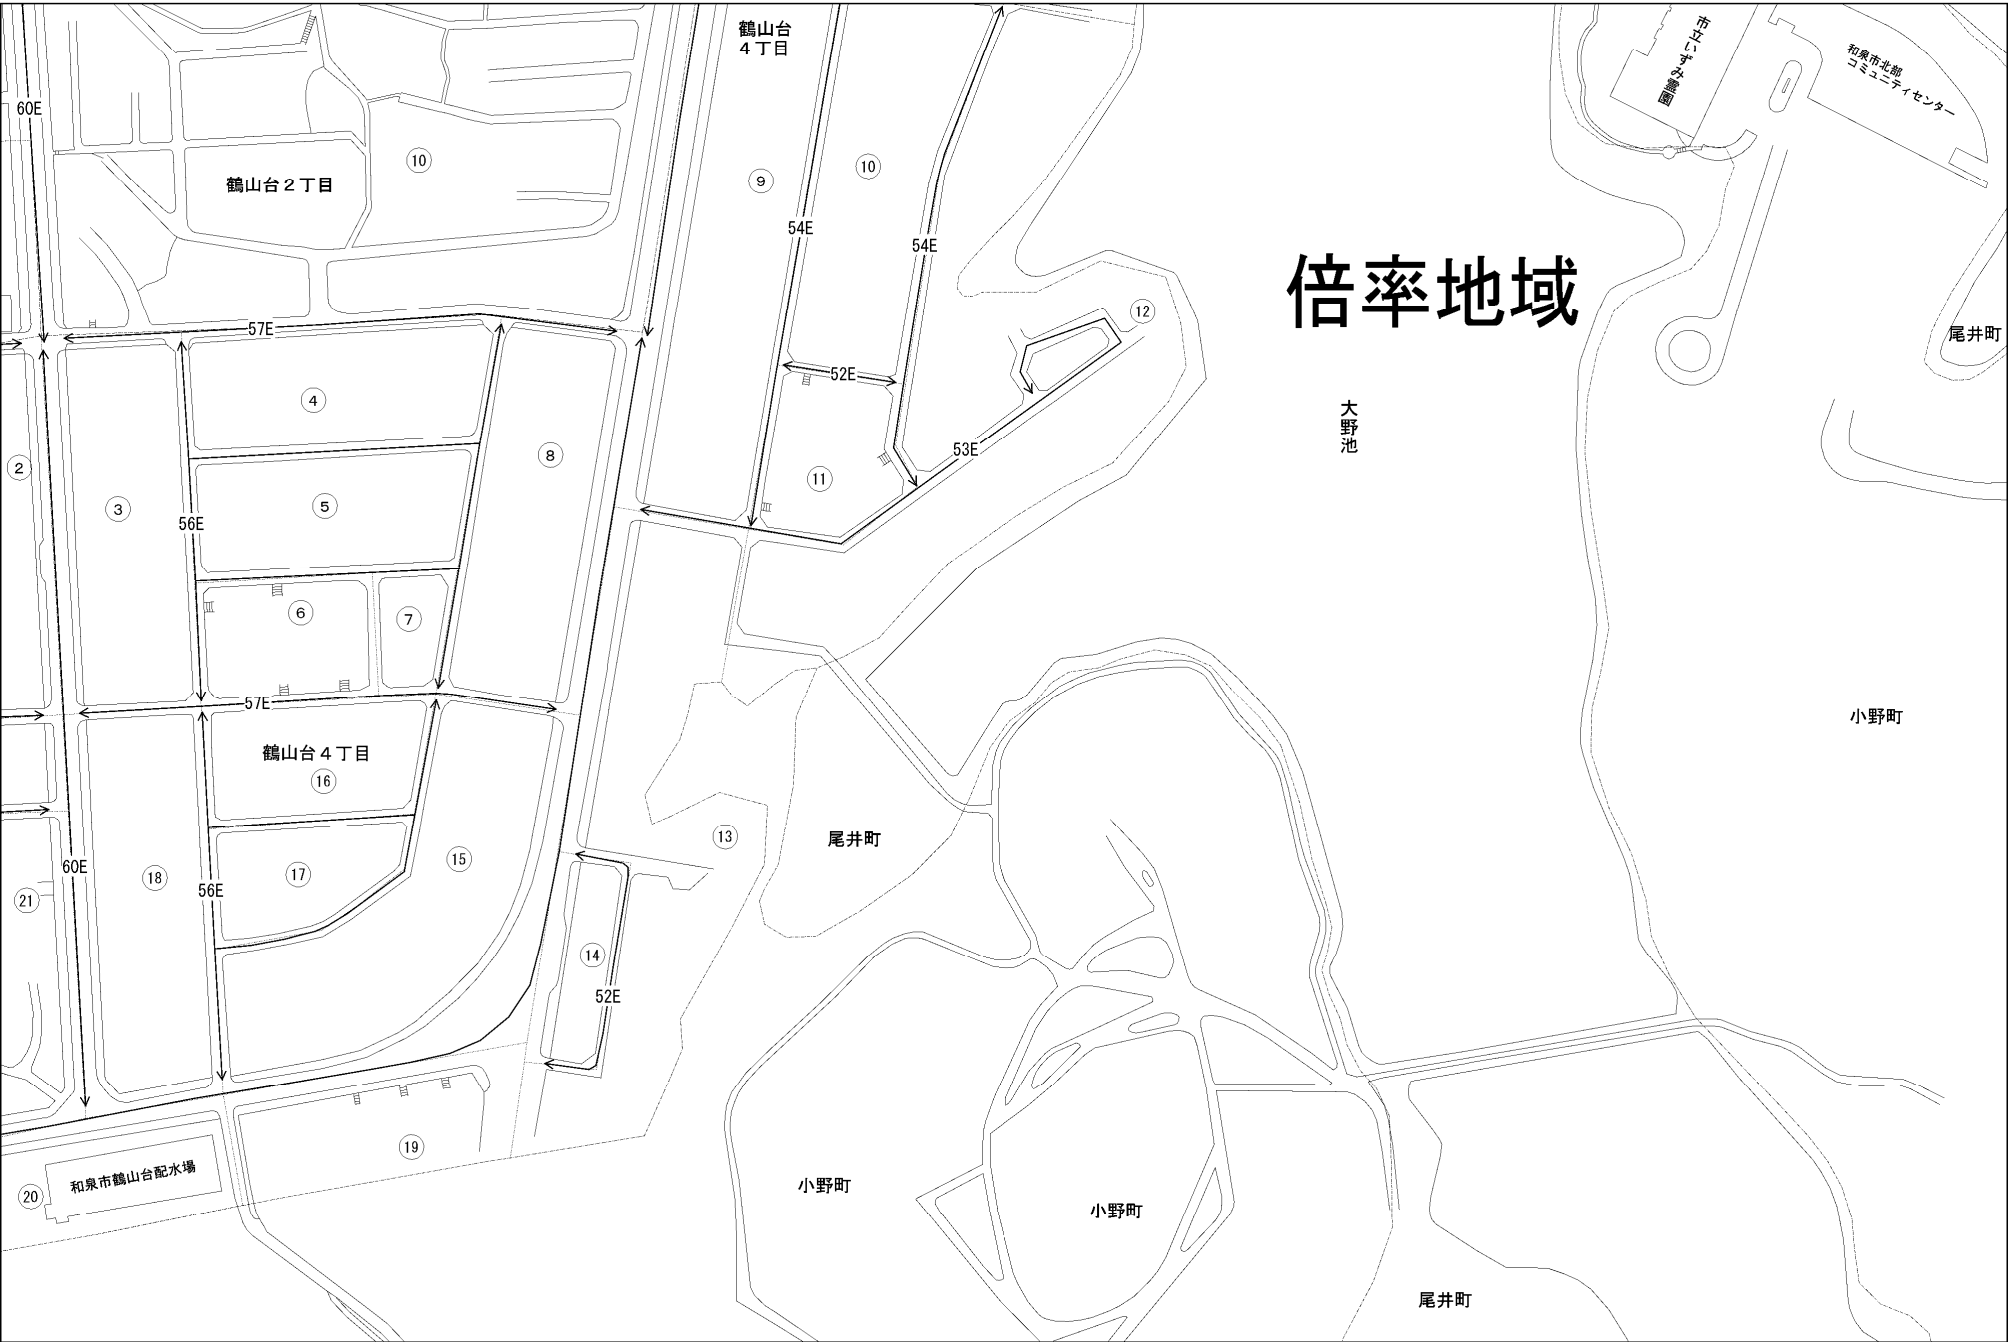 鶴山台
４丁目
市立いずみ霊園
和泉市北部
コミュニティセンター
60E
⑩
鶴山台２丁目
⑨
⑩
54E
54E
倍率地域
⑫
57E
尾井町
52E
④
大野池
⑧
53E
②
③
⑤
⑪
56E
⑥
⑦
57E
小野町
鶴山台４丁目
⑯
⑬
尾井町
60E
⑱
56E
⑰
⑮
㉑
⑭
52E
⑲
和泉市鶴山台配水場
⑳
小野町
小野町
尾井町